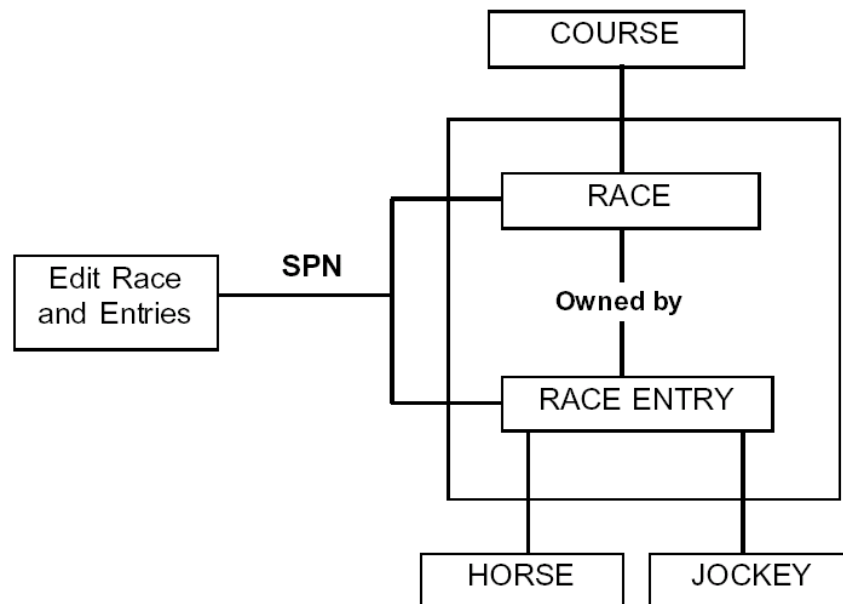 COURSE
RACE
SPN
Edit Race
and Entries
Owned by
RACE ENTRY
HORSE
JOCKEY